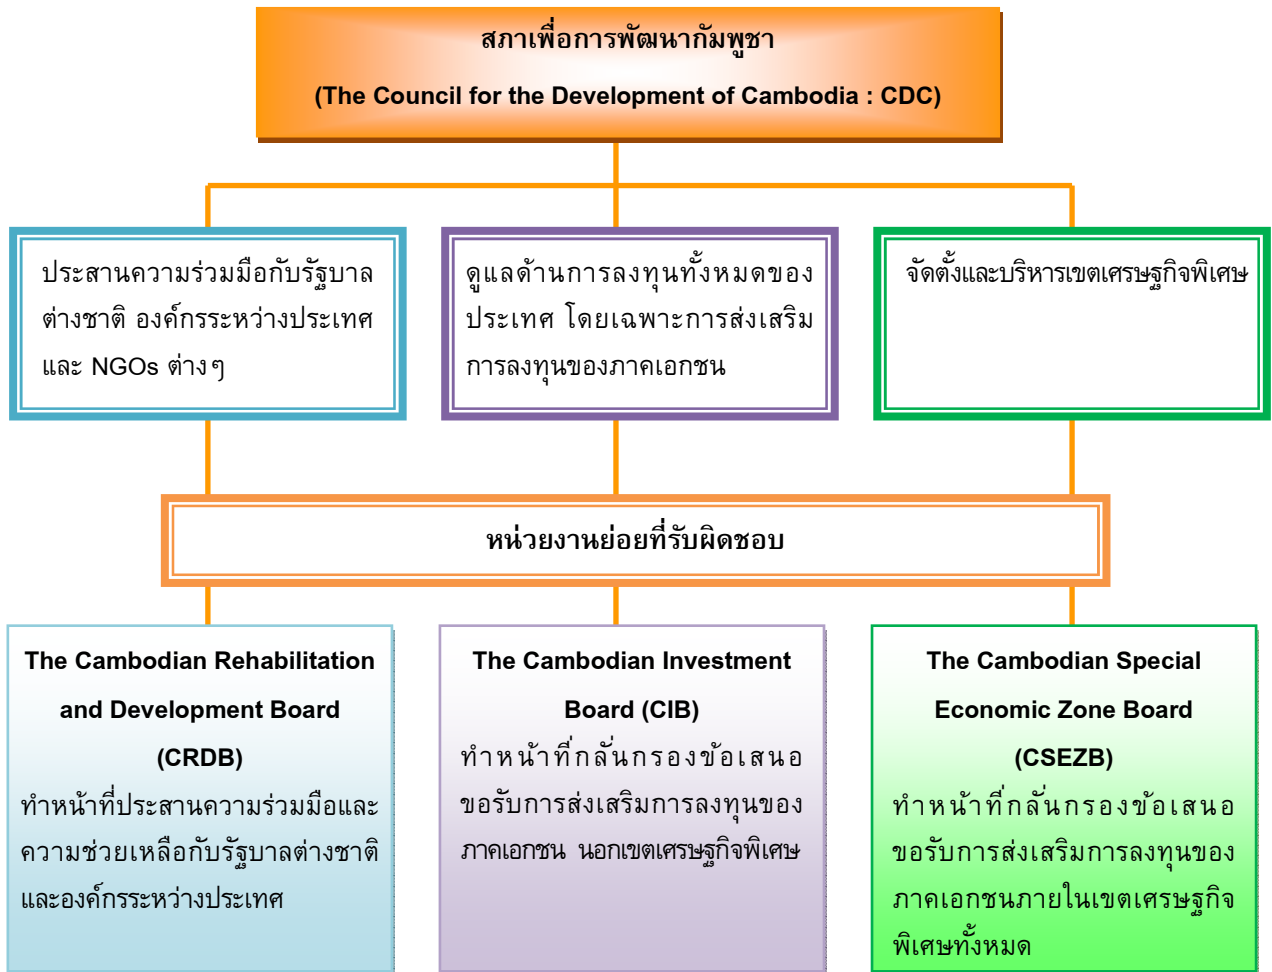 สภาเพื่อการพัฒนากัมพูชา
(The Council for the Development of Cambodia : CDC)
ประสานความร่วมมือกับรัฐบาล
ต่างชาติ องค์กรระหว่างประเทศ
และ NGOs ต่างๆ
ดูแลด้านการลงทุนทั้งหมดของ
ประเทศ โดยเฉพาะการส่งเสริม
การลงทุนของภาคเอกชน
จัดตั้งและบริหารเขตเศรษฐกิจพิเศษ
หน่วยงานย่อยที่รับผิดชอบ
The Cambodian Rehabilitation
and Development Board
(CRDB)
ทำหน้าที่ประสานความร่วมมือและ
ความช่วยเหลือกับรัฐบาลต่างชาติ
และองค์กรระหว่างประเทศ
The Cambodian Investment
Board (CIB)
ทำหน้าที่กลั่นกรองข้อเสนอ
ขอรับการส่งเสริมการลงทุนของ
ภาคเอกชน นอกเขตเศรษฐกิจพิเศษ
The Cambodian Special
Economic Zone Board
(CSEZB)
ทำหน้าที่กลั่นกรองข้อเสนอ
ขอรับการส่งเสริมการลงทุนของ
ภาคเอกชนภายในเขตเศรษฐกิจ
พิเศษทั้งหมด